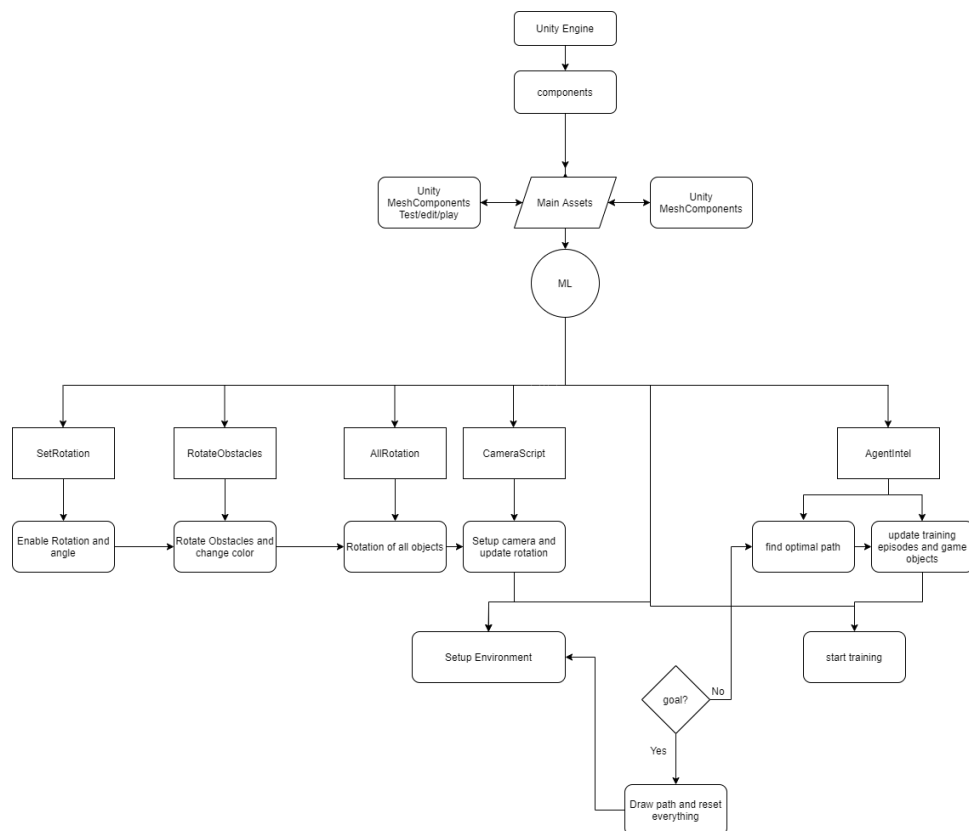 Unity Engine
components
Unity
MeshComponents
Test/edit/play
Main Assets
Unity
MeshComponents
ML
SetRotation
RotateObstacles
AllRotation
CameraScript
AgentIntel
Enable Rotation and
angle
Rotate Obstacles and
change color
Rotation of all objects
Setup camera and
update rotation
find optimal path
update training
episodes and game
objects
Setup Environment
start training
goal?
No
Yes
Draw path and reset
everything